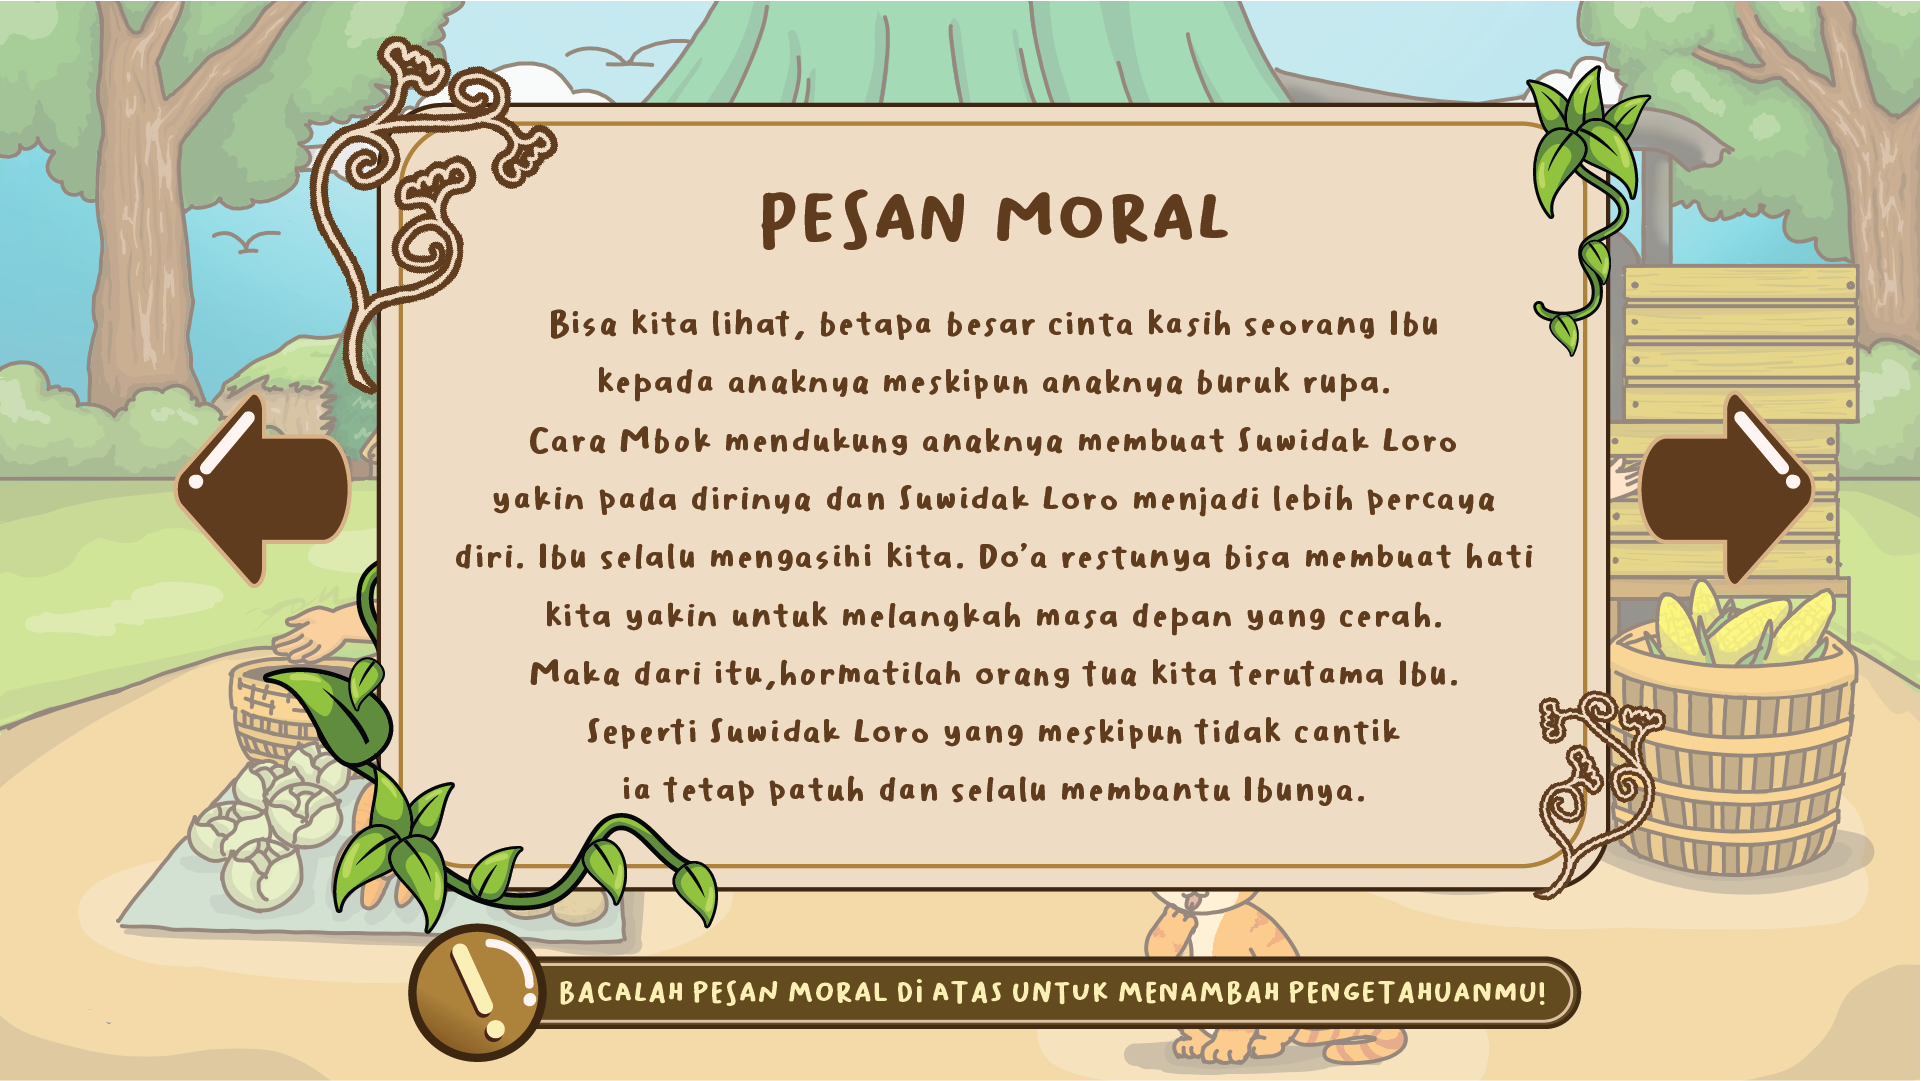 PESAN MORAL
Bisa kita lihat, betapa besar cinta kasih seorang Ibu
kepada anaknya meskipun anaknya buruk rupa.
Cara Mbok mendukung anaknya membuat Suwidak Loro
yakin pada dirinya dan Suwidak Loro menjadi lebih percaya
diri. Ibu selalu mengasihi kita. Do'a restunya bisa membuat hati
kita yakin untuk melangkah masa depan yang cerah.
Maka dari itu,hormatilah orang tua kita terutama Ibu.
Seperti Suwidak Loro yang meskipun tidak cantik
ia tetap patuh dan selalu membantu Ibunya.
BACALAH PESAN MORAL Di ATAS UNTUK MENAMBAH PENGETAHUANMU!